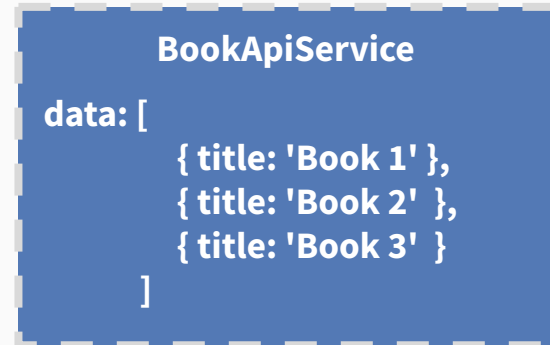 BookApiService
data: [
{ title: 'Book 1' },
{ title: 'Book 2' },
{ title: 'Book 3' }
]